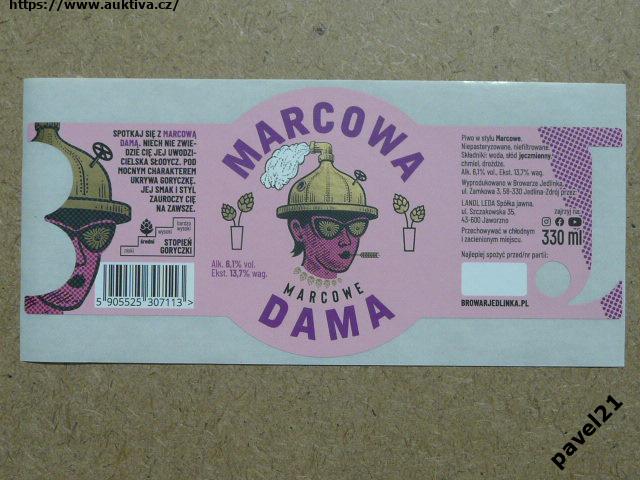 https://www.auktiva.cz/
SPOTKAJ SIĘ Z MARCOWĄ
DAMĄ. NIECH NIE ZWIE-
DZIE CIĘ JEJ UWODZI-
CIELSKA SŁODYCZ. POD
MOCNYM CHARAKTEREM
UKRYWA GORYCZKĘ.
JEJ SMAK I STYL
ZAUROCZY CIĘ
NA ZAWSZE.
bardzo
wysoki
wysoki
średni
niski
STOPIEŃ
GORYCZKI
5 905525 307113 >
MARCOWA
Alk. 6,1% vol.
Ekst. 13,7% wag.
MARCOWE
DAMA
Piwo w stylu Marcowe.
Niepasteryzowane, niefiltrowane.
Składniki: woda, słód jęczmienny,
chmiel, drożdże.
Alk. 6,1% vol., Ekst. 13,7% wag.
Wyprodukowano w Browarze Jedlinka,
ul. Zamkowa 3, 58-330 Jedlina-Zdrój przez:
LANDI, LEDA Spółka jawna,
ul. Szczakowska 35,
43-600 Jaworzno
zajrzyj na:
Przechowywać w chłodnym
i zacienionym miejscu.
330 ml
Najlepiej spożyć przed/nr partii:
BROWARJEDLINKA.PL
pavel21